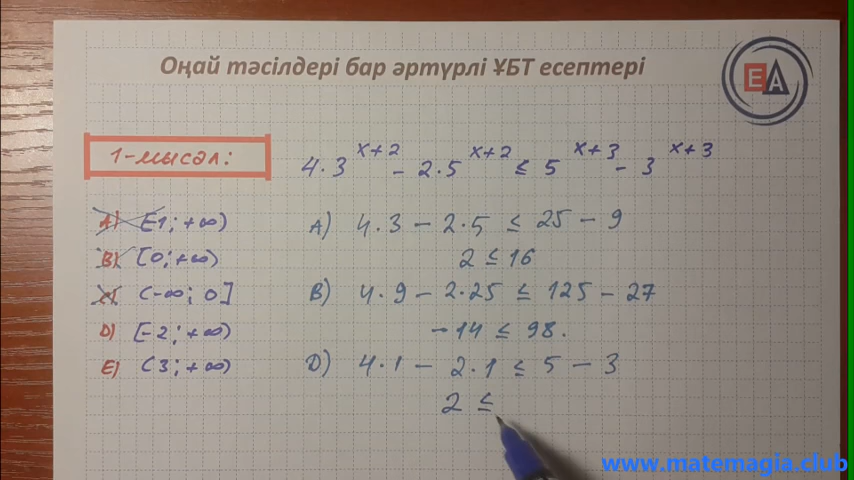 Оңай тәсілдері бар әртүрлі ҰБТ есептері
ЕА
1-мысал:
4·3^(x+2) - 2·5^(x+2) ≤ 5^(x+3) - 3^(x+3)
A) [-1; +∞)
B) [0; +∞)
C) (-∞; 0]
D) [-2; +∞)
E) (3; +∞)
A) 4·3 - 2·5 ≤ 25 - 9
2 ≤ 16
B) 4·9 - 2·25 ≤ 125 - 27
-14 ≤ 98.
D) 4·1 - 2·1 ≤ 5 - 3
2 ≤
www.matemagia.club